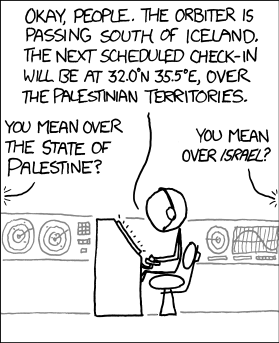 OKAY, PEOPLE. THE ORBITER IS
PASSING SOUTH OF ICELAND.
THE NEXT SCHEDULED CHECK-IN
WILL BE AT 32.0°N 35.5°E, OVER
THE PALESTINIAN TERRITORIES.
YOU MEAN OVER
THE STATE OF
PALESTINE?
YOU MEAN
OVER ISRAEL?